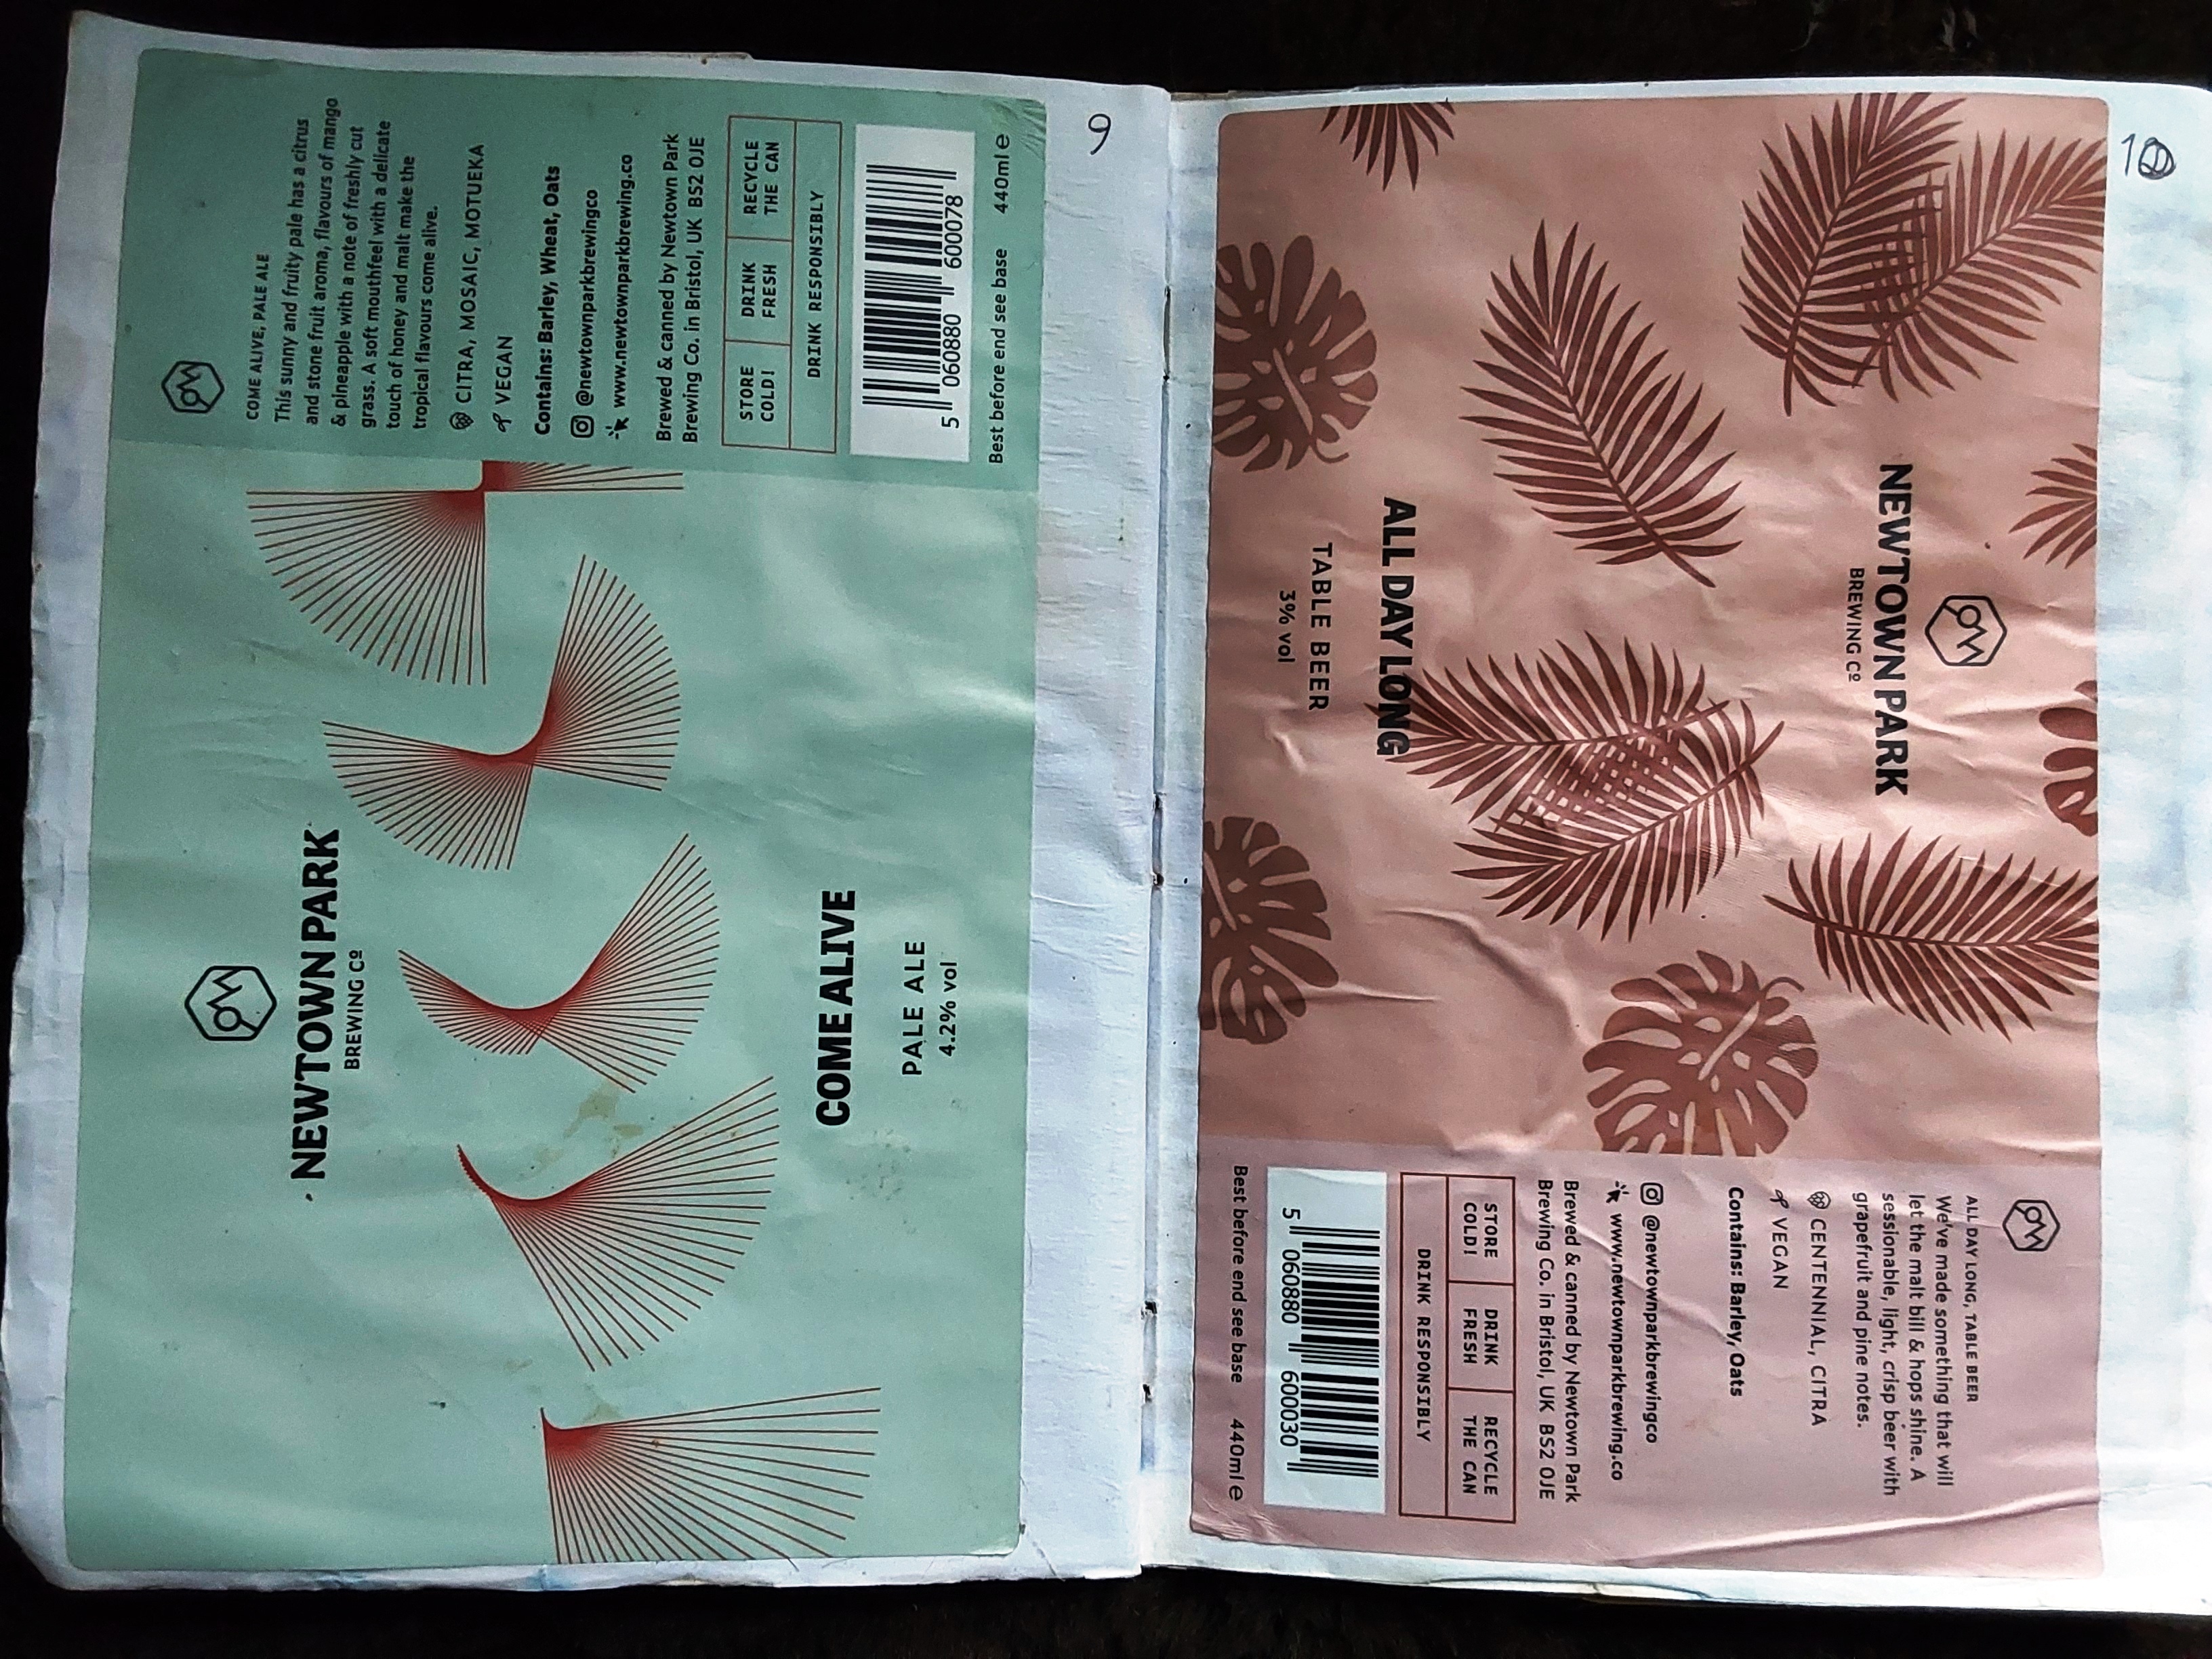 9
COME ALIVE, PALE ALE
This sunny and fruity pale has a citrus
and stone fruit aroma, flavours of mango
& pineapple with a note of freshly cut
grass. A soft mouthfeel with a delicate
touch of honey and malt make the
tropical flavours come alive.
CITRA, MOSAIC, MOTUEKA
VEGAN
Contains: Barley, Wheat, Oats
@newtownparkbrewingco
www.newtownparkbrewing.co
Brewed & canned by Newtown Park
Brewing Co. in Bristol, UK BS2 0JE
STORE COLD!
DRINK FRESH
RECYCLE THE CAN
DRINK RESPONSIBLY
5 060880 600078
Best before end see base 440ml e
NEWTOWN PARK
BREWING Cº
COME ALIVE
PALE ALE
4.2% vol
10
NEWTOWN PARK
BREWING Cº
ALL DAY LONG
TABLE BEER
3% vol
ALL DAY LONG, TABLE BEER
We've made something that will
let the malt bill & hops shine. A
sessionable, light, crisp beer with
grapefruit and pine notes.
CENTENNIAL, CITRA
VEGAN
Contains: Barley, Oats
@newtownparkbrewingco
www.newtownparkbrewing.co
Brewed & canned by Newtown Park
Brewing Co. in Bristol, UK BS2 0JE
STORE COLD!
DRINK FRESH
RECYCLE THE CAN
DRINK RESPONSIBLY
5 060880 600030
Best before end see base 440ml e